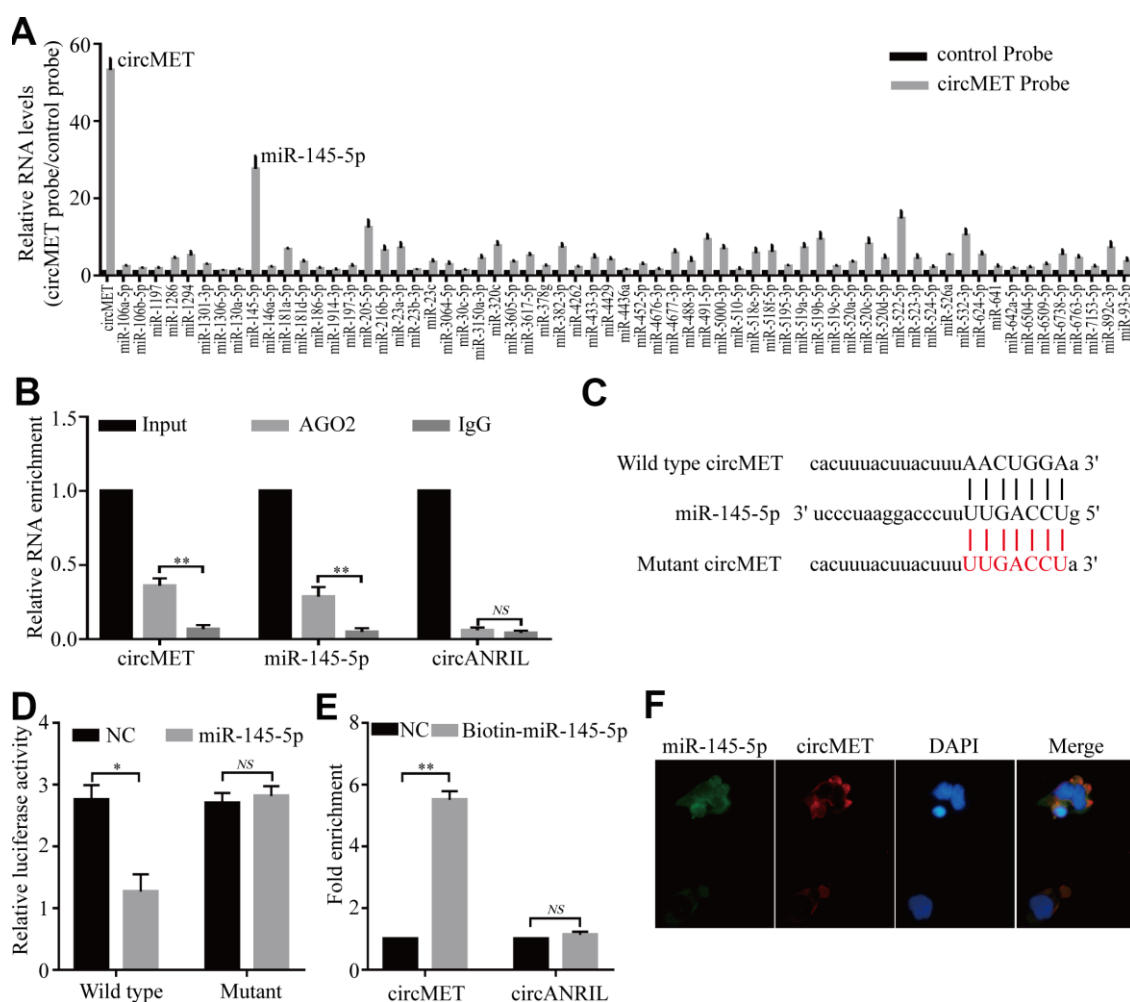 A
Relative RNA levels
(circMET probe/control probe)
60
40
20
0
circMET
miR-145-5p
control Probe
circMET Probe
circMET
miR-106a-5p
miR-106b-5p
miR-1197
miR-1286
miR-1294
miR-1301-3p
miR-1306-5p
miR-130a-5p
miR-145-5p
miR-146a-5p
miR-181a-5p
miR-181d-5p
miR-186-5p
miR-1914-3p
miR-197-3p
miR-205-5p
miR-216b-5p
miR-23a-3p
miR-23b-3p
miR-23c
miR-3064-5p
miR-30c-5p
miR-3150a-3p
miR-320c
miR-3605-5p
miR-3617-5p
miR-378g
miR-382-3p
miR-4262
miR-433-3p
miR-4429
miR-4436a
miR-452-5p
miR-4676-3p
miR-4677-3p
miR-488-3p
miR-491-5p
miR-5000-3p
miR-510-3p
miR-518e-5p
miR-518f-5p
miR-5195-3p
miR-519a-5p
miR-519b-5p
miR-519c-5p
miR-520a-5p
miR-520c-5p
miR-520d-5p
miR-522-5p
miR-523-5p
miR-524-5p
miR-526a
miR-532-3p
miR-624-5p
miR-641
miR-642a-5p
miR-6504-5p
miR-6509-5p
miR-6738-5p
miR-6763-5p
miR-7153-5p
miR-892c-3p
miR-93-5p
B
Relative RNA enrichment
1.5
1.0
0.5
0.0
Input AGO2 IgG
** ** NS
circMET miR-145-5p circANRIL
C
Wild type circMET cacuuuacuuacuuuAACUGGAa 3'
miR-145-5p 3' ucccuaaggacccuuUUGACCUg 5'
Mutant circMET cacuuuacuuacuuuUUGACCUa 3'
D
Relative luciferase activity
4
3
2
1
0
NC miR-145-5p
* NS
Wild type Mutant
E
Fold enrichment
8
6
4
2
0
NC Biotin-miR-145-5p
** NS
circMET circANRIL
F
miR-145-5p circMET DAPI Merge